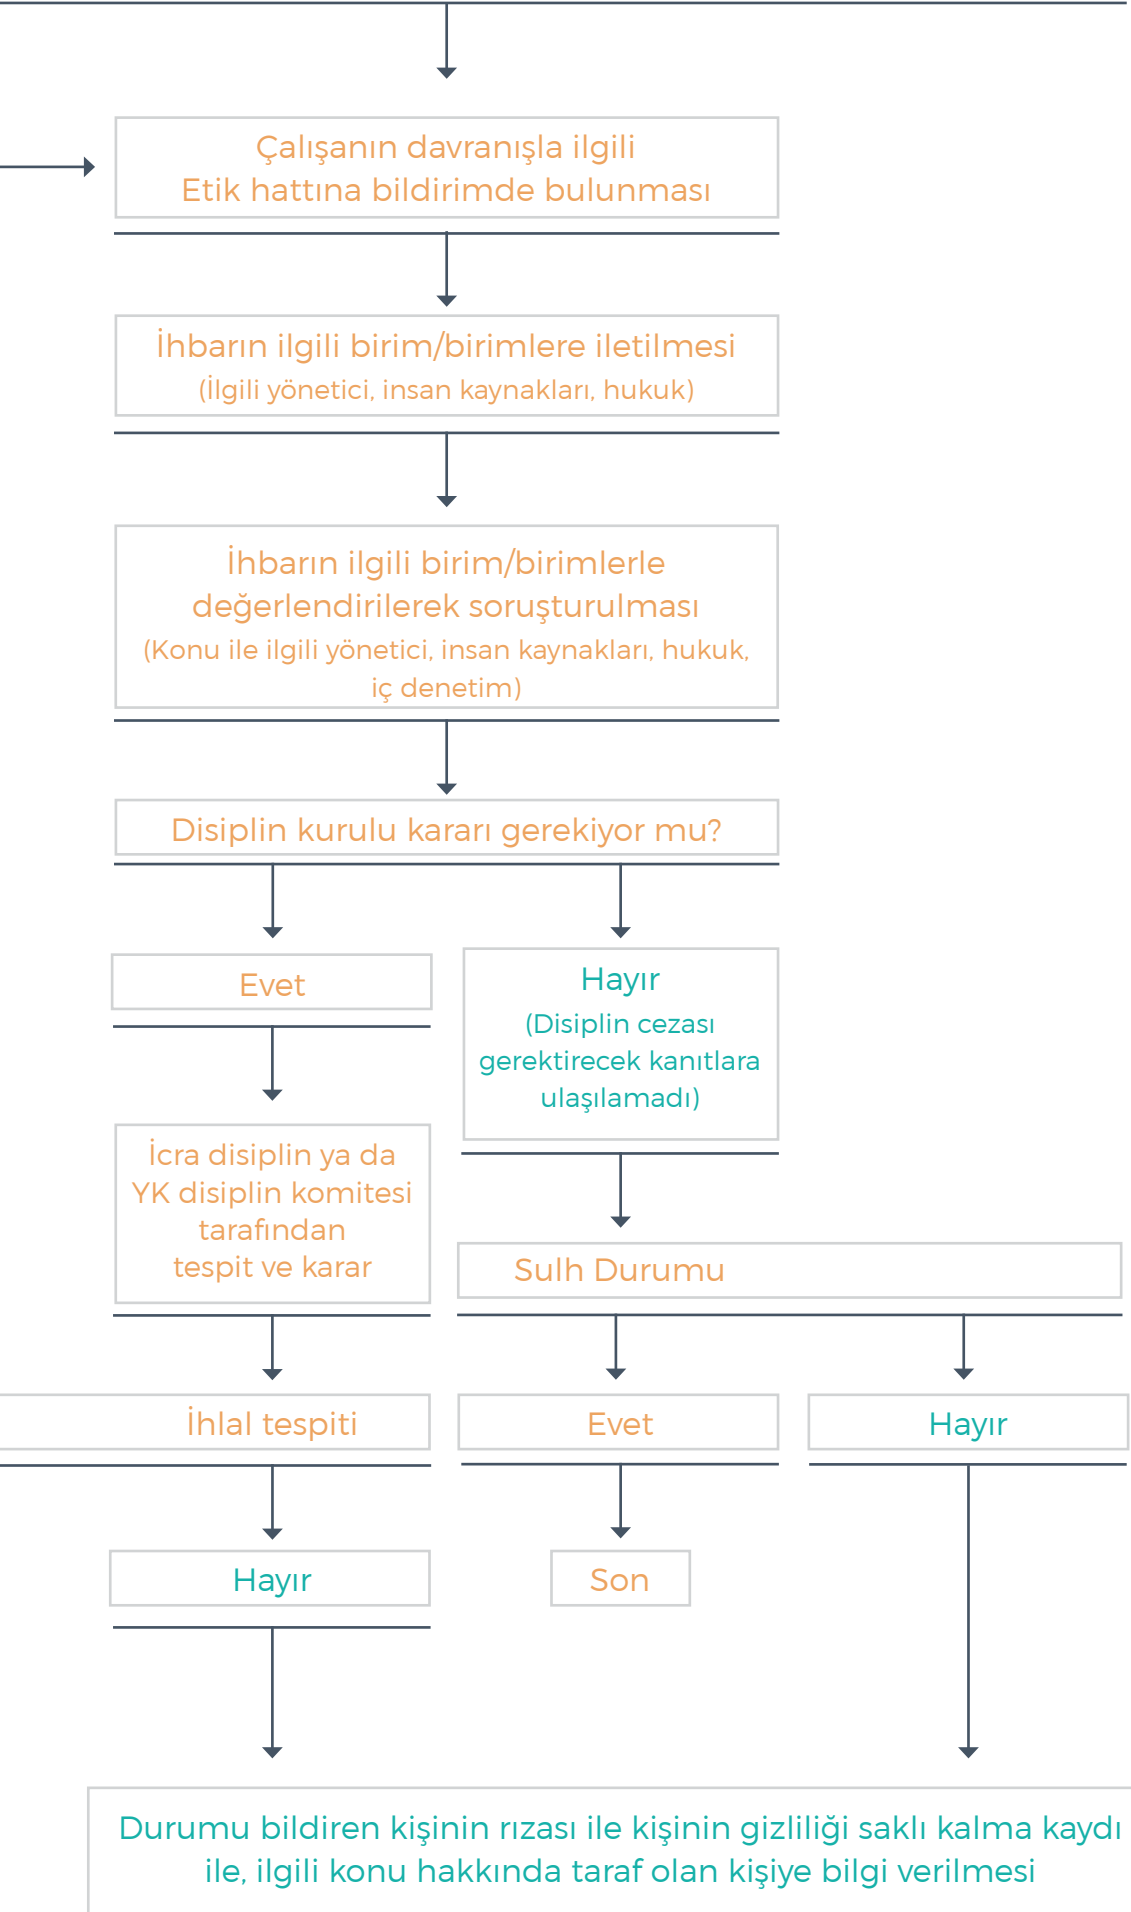 Çalışanın davranışla ilgili
Etik hattına bildirimde bulunması
İhbarın ilgili birim/birimlere iletilmesi
(İlgili yönetici, insan kaynakları, hukuk)
İhbarın ilgili birim/birimlerle
değerlendirilerek soruşturulması
(Konu ile ilgili yönetici, insan kaynakları, hukuk,
iç denetim)
Disiplin kurulu kararı gerekiyor mu?
Evet
Hayır
(Disiplin cezası
gerektirecek kanıtlara
ulaşılamadı)
İcra disiplin ya da
YK disiplin komitesi
tarafından
tespit ve karar
Sulh Durumu
İhlal tespiti
Evet
Hayır
Hayır
Son
Durumu bildiren kişinin rızası ile kişinin gizliliği saklı kalma kaydı
ile, ilgili konu hakkında taraf olan kişiye bilgi verilmesi